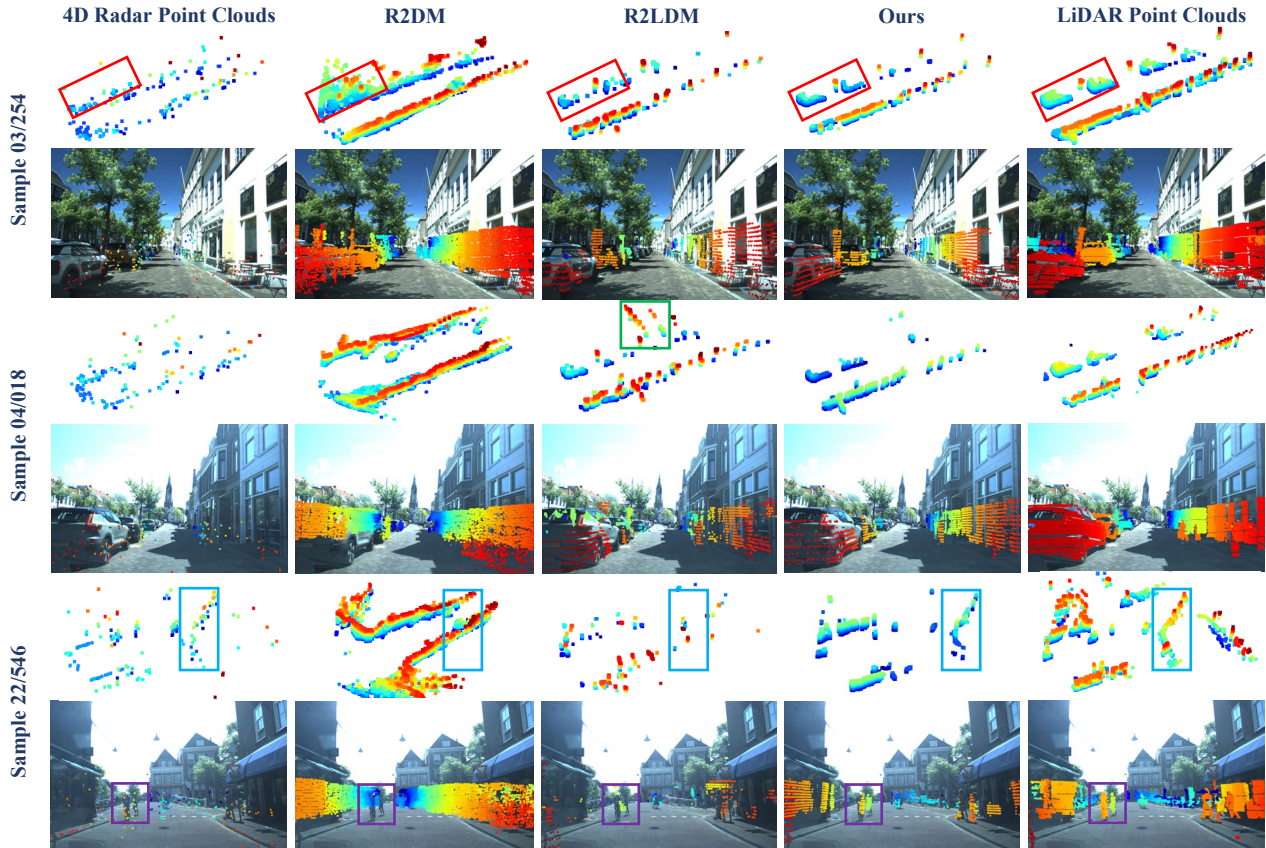 4D Radar Point Clouds
R2DM
R2LDM
Ours
LiDAR Point Clouds
Sample 03/254
Sample 04/018
Sample 22/546